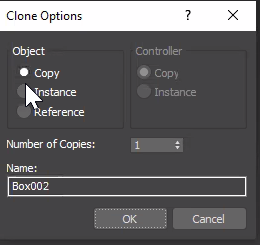 Clone Options ?
Object
Copy
Instance
Reference
Controller
Copy
Instance
Number of Copies: 1
Name:
Box002
OK Cancel